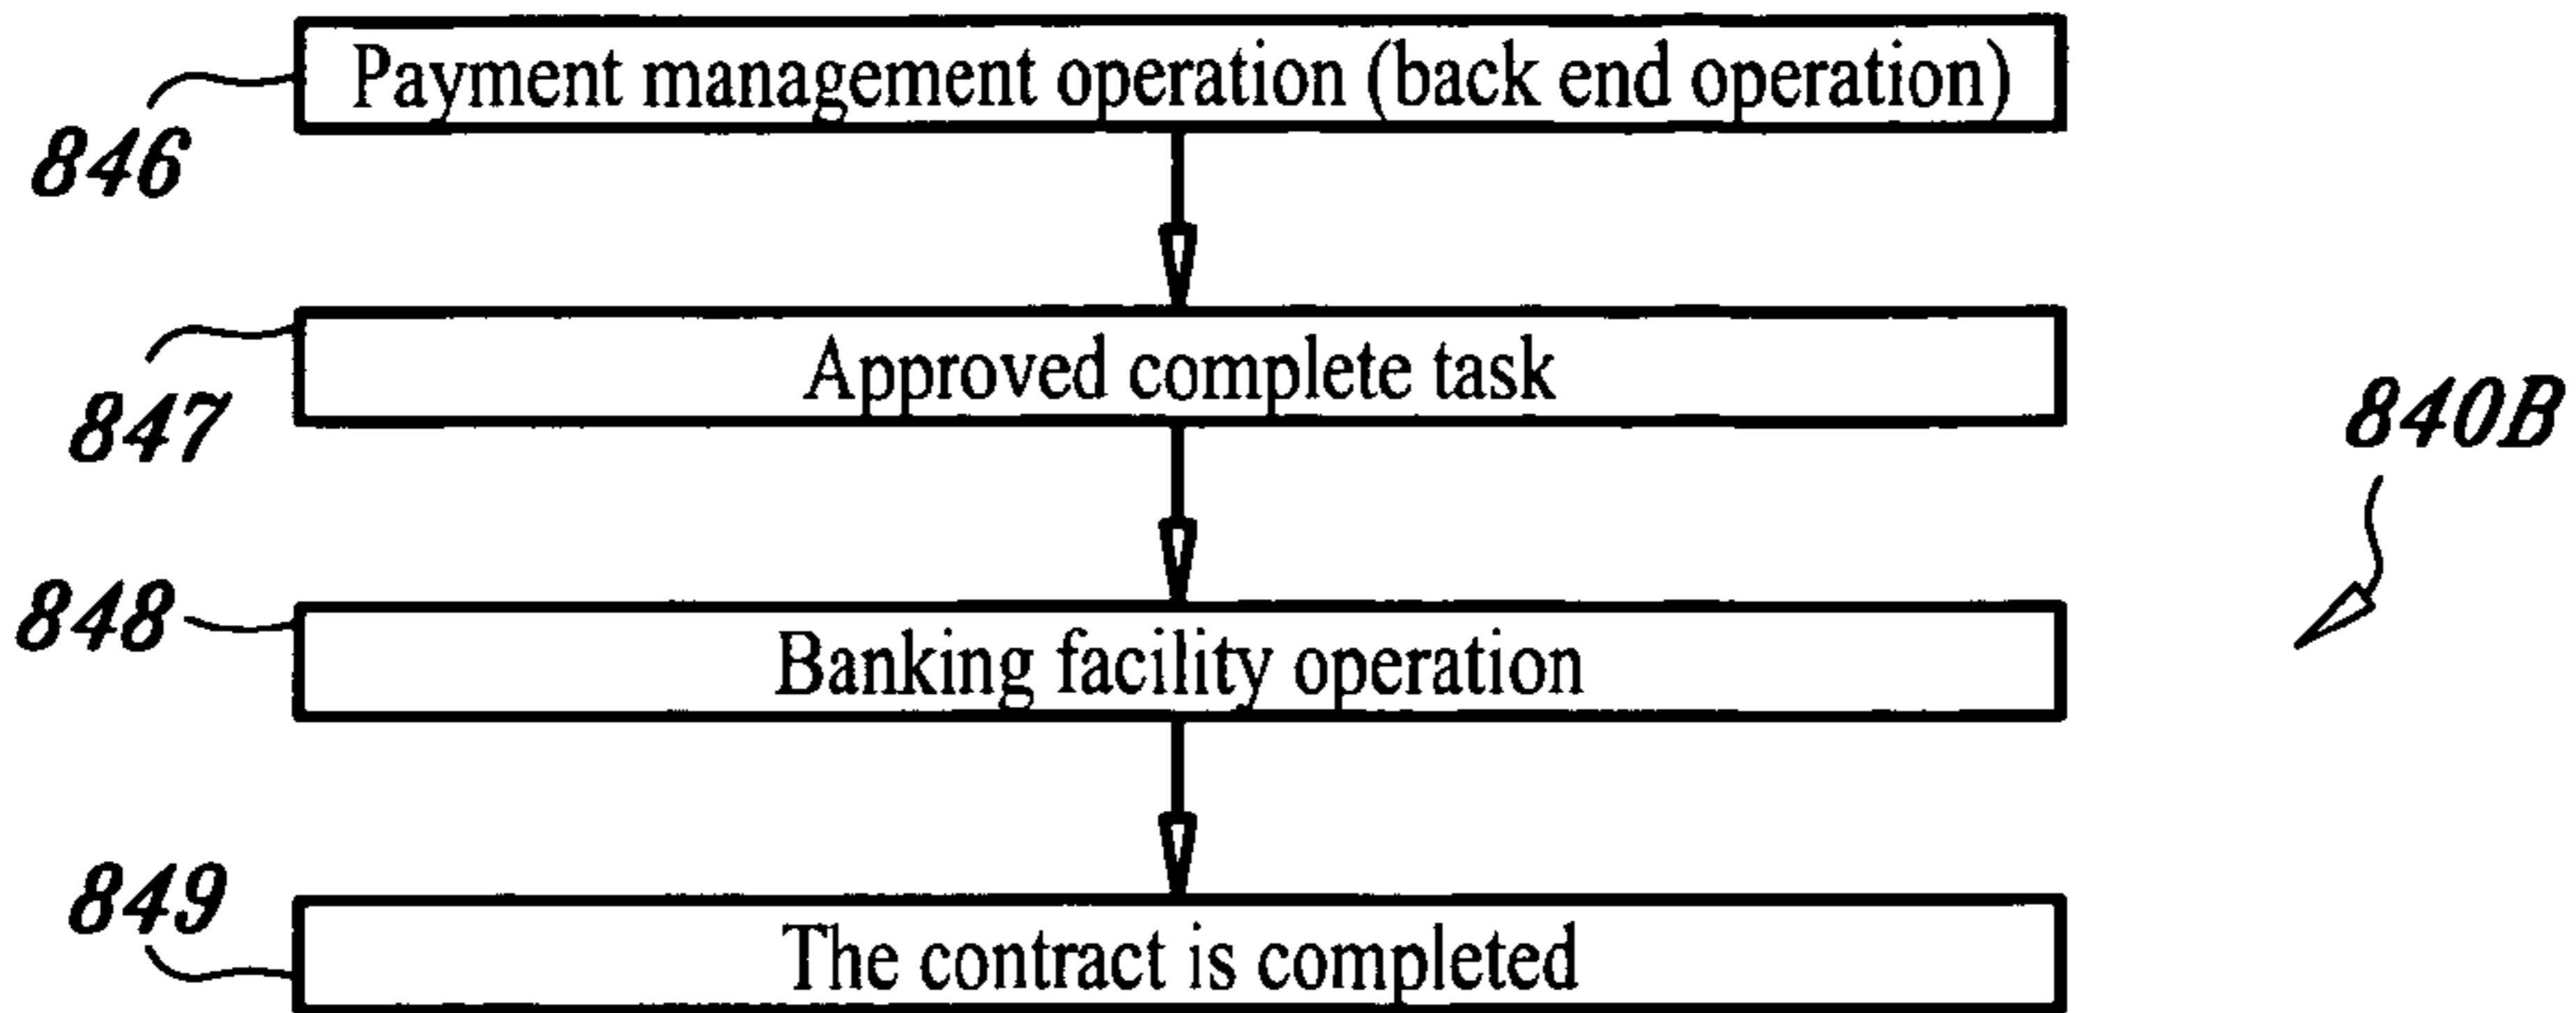 Payment management operation (back end operation)
846
Approved complete task
847
840B
848
Banking facility operation
849
The contract is completed